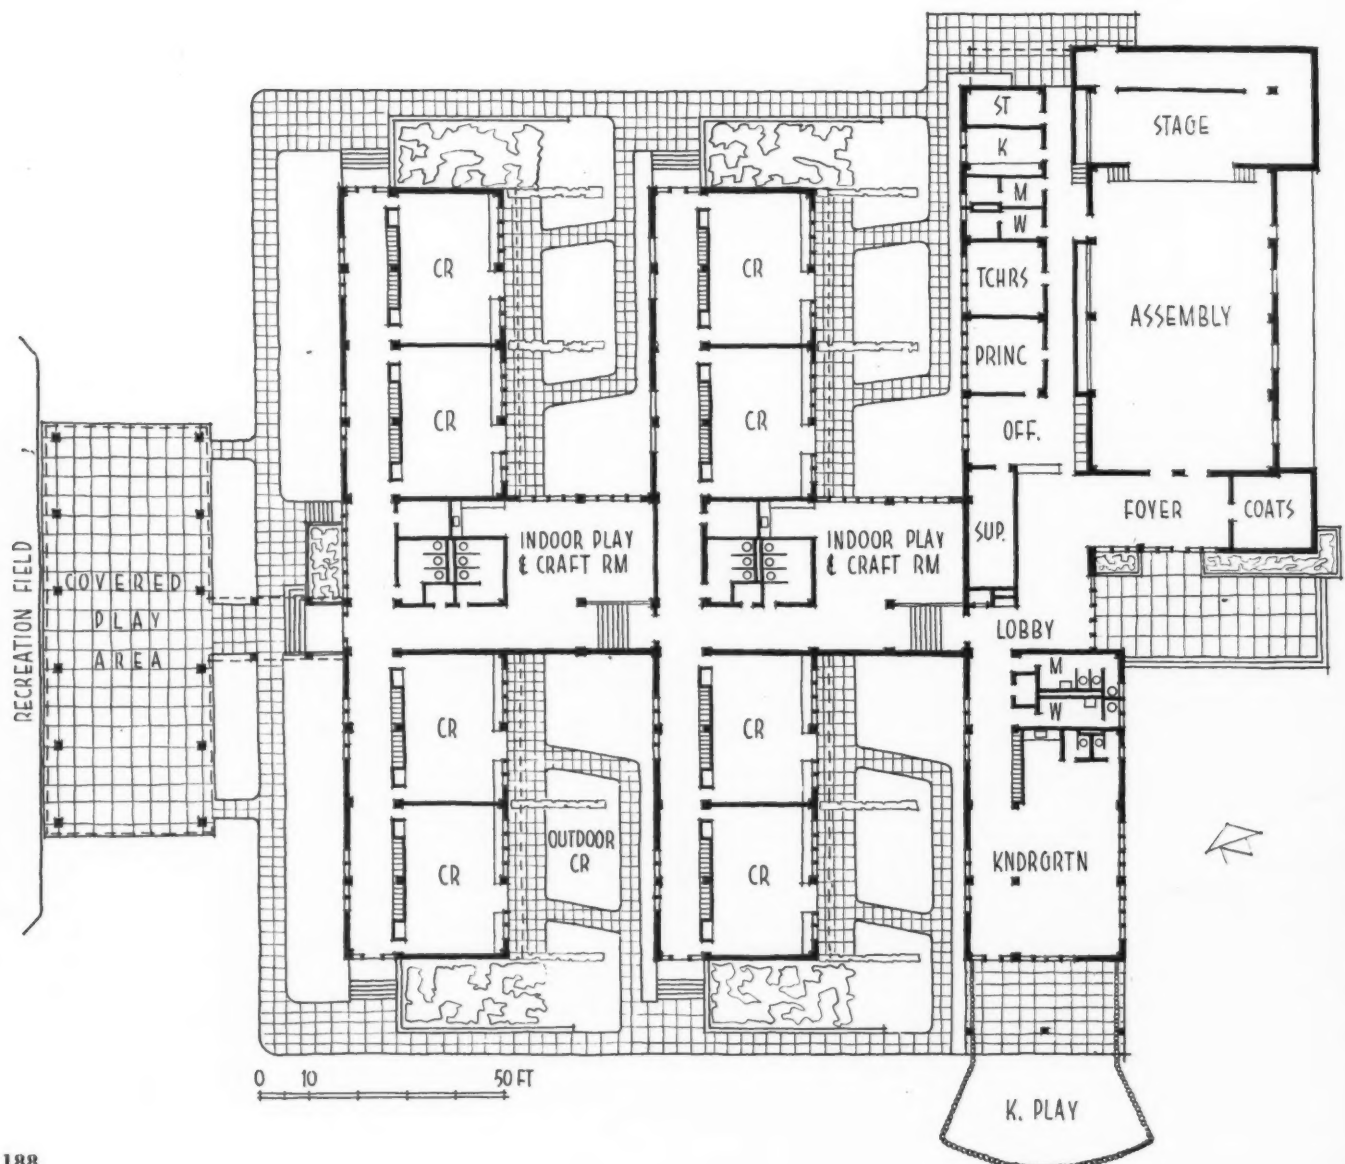 ST
K
STAGE
M
W
CR
CR
TCHRS
ASSEMBLY
PRINC
CR
CR
OFF.
SUP.
FOYER
COATS
INDOOR PLAY
& CRAFT RM
INDOOR PLAY
& CRAFT RM
RECREATION FIELD
COVERED
PLAY
AREA
LOBBY
M
W
CR
CR
OUTDOOR
CR
CR
CR
KNDRGRTN
0 10 50 FT
K. PLAY
188